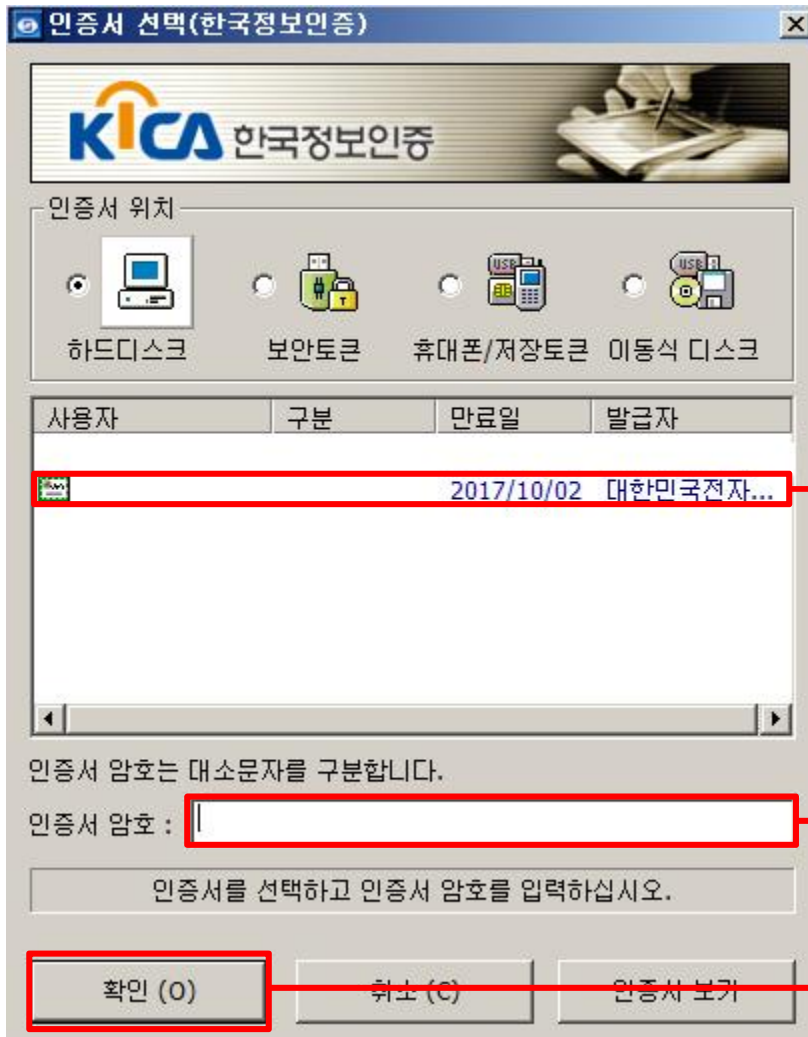 인증서 선택(한국정보인증)
KICA 한국정보인증
인증서 위치
하드디스크 보안토큰 휴대폰/저장토큰 이동식 디스크
사용자 구분 만료일 발급자
2017/10/02 대한민국전자...
인증서 암호는 대소문자를 구분합니다.
인증서 암호 :
인증서를 선택하고 인증서 암호를 입력하십시오.
확인 (O) 취소 (C) 인증서 보기